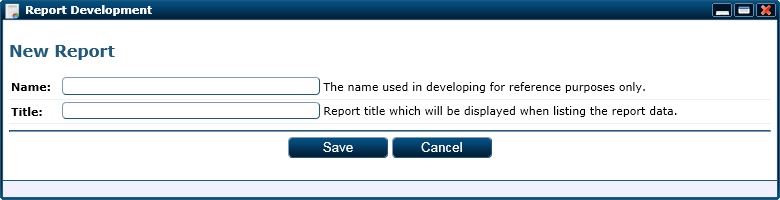 Report Development
New Report
Name: The name used in developing for reference purposes only.
Title: Report title which will be displayed when listing the report data.
Save Cancel